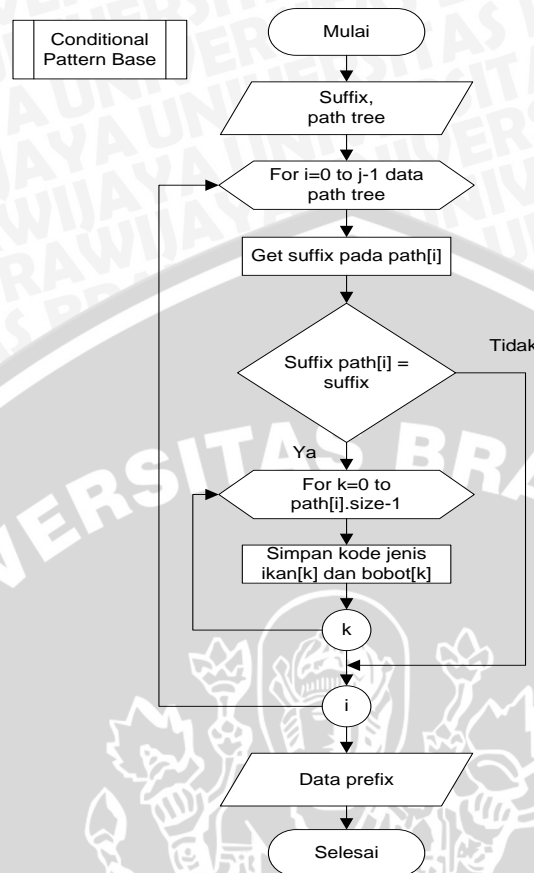 Conditional
Pattern Base
Mulai
Suffix,
path tree
For i=0 to j-1 data
path tree
Get suffix pada path[i]
Suffix path[i] =
suffix
Tidak
Ya
For k=0 to
path[i].size-1
Simpan kode jenis
ikan[k] dan bobot[k]
k
i
Data prefix
Selesai